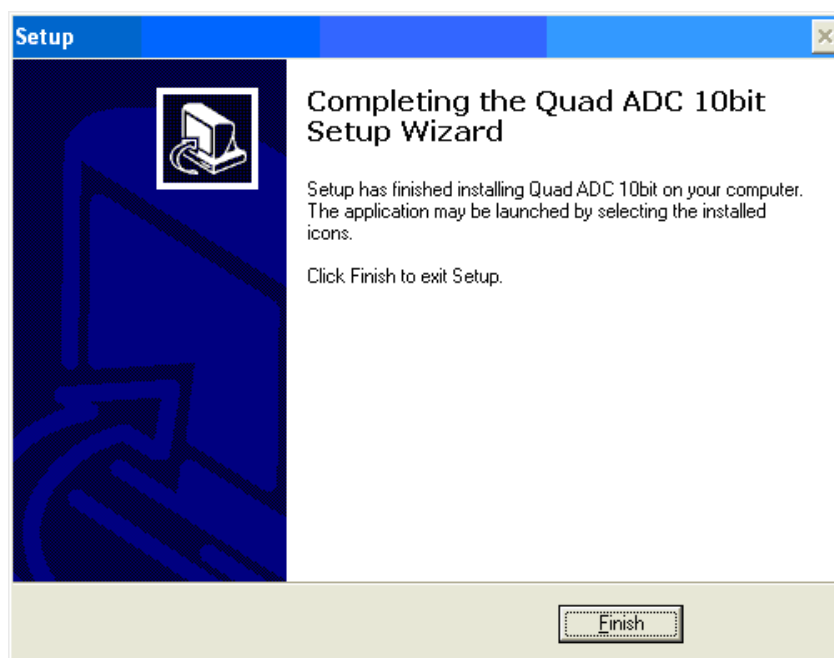 Setup
Completing the Quad ADC 10bit
Setup Wizard
Setup has finished installing Quad ADC 10bit on your computer.
The application may be launched by selecting the installed
icons.
Click Finish to exit Setup.
Finish